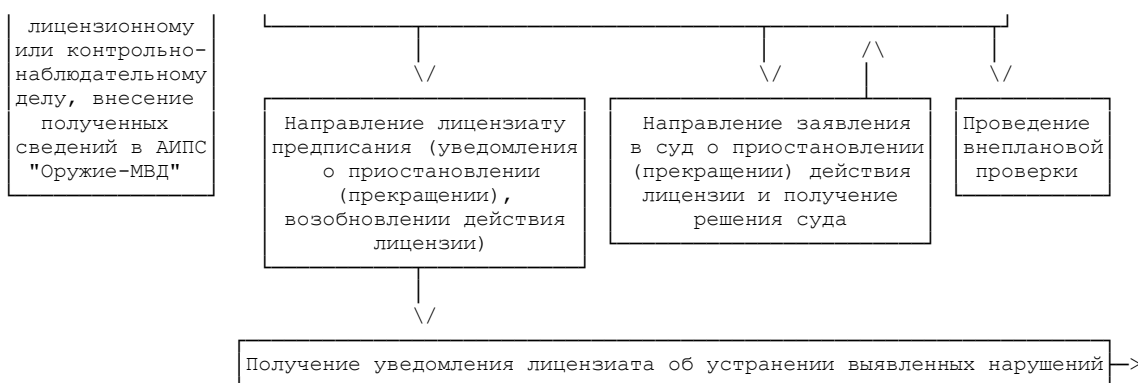 лицензионному
или контрольно-
наблюдательному
делу, внесение
полученных
сведений в АИПС
"Оружие-МВД"
Направление лицензиату
предписания (уведомления
о приостановлении
(прекращении),
возобновлении действия
лицензии)
Направление заявления
в суд о приостановлении
(прекращении) действия
лицензии и получение
решения суда
Проведение
внеплановой
проверки
Получение уведомления лицензиата об устранении выявленных нарушений